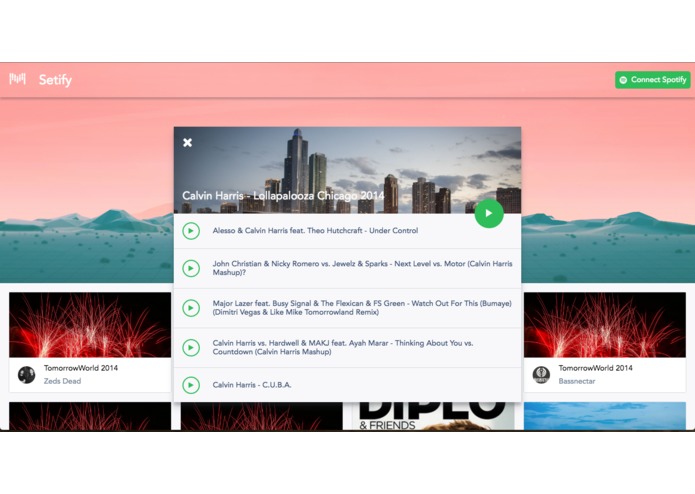 Setify
Connect Spotify
Calvin Harris - Lollapalooza Chicago 2014
Alesso & Calvin Harris feat. Theo Hutchcraft - Under Control
John Christian & Nicky Romero vs. Jewelz & Sparks - Next Level vs. Motor (Calvin Harris
Mashup)?
Major Lazer feat. Busy Signal & The Flexican & FS Green - Watch Out For This (Bumaye)
(Dimitri Vegas & Like Mike Tomorrowland Remix)
Calvin Harris vs. Hardwell & MAKJ feat. Ayah Marar - Thinking About You vs.
Countdown (Calvin Harris Mashup)
Calvin Harris - C.U.B.A.
TomorrowWorld 2014
Zeds Dead
TomorrowWorld 2014
Bassnectar
DIPLO
& FRIENDS